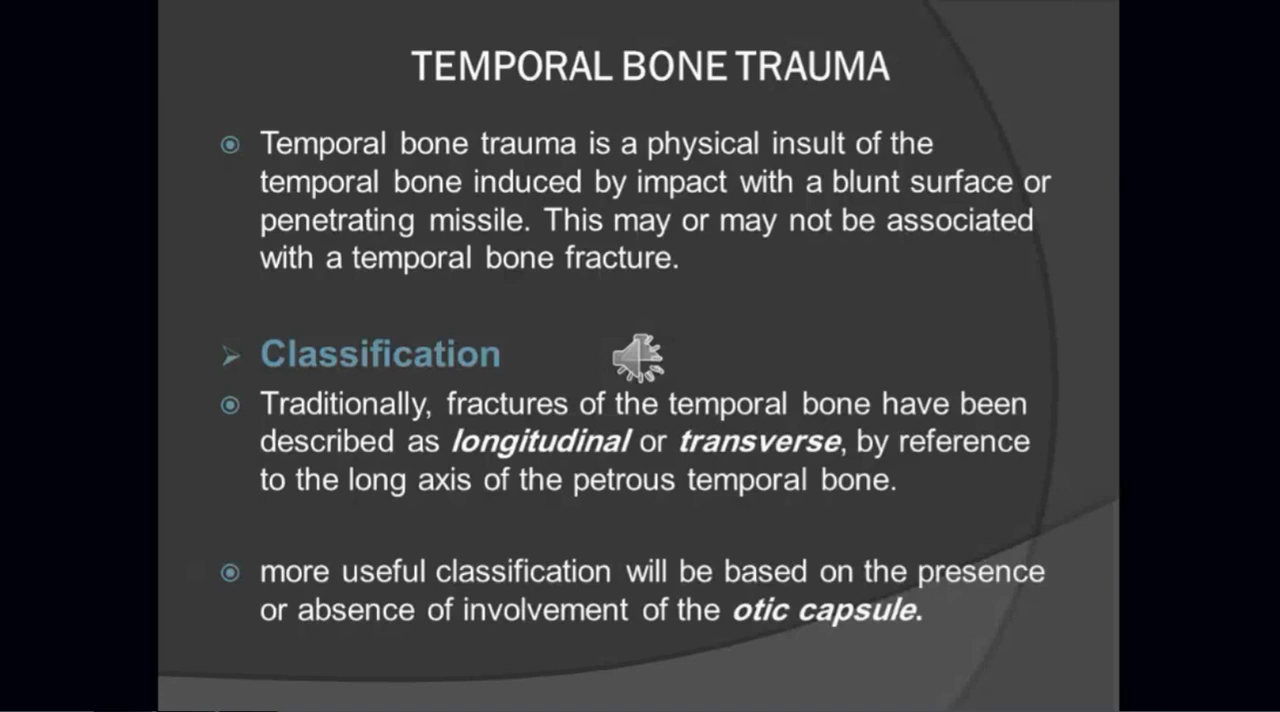 TEMPORAL BONE TRAUMA
Temporal bone trauma is a physical insult of the
temporal bone induced by impact with a blunt surface or
penetrating missile. This may or may not be associated
with a temporal bone fracture.
Classification
Traditionally, fractures of the temporal bone have been
described as longitudinal or transverse, by reference
to the long axis of the petrous temporal bone.
more useful classification will be based on the presence
or absence of involvement of the otic capsule.